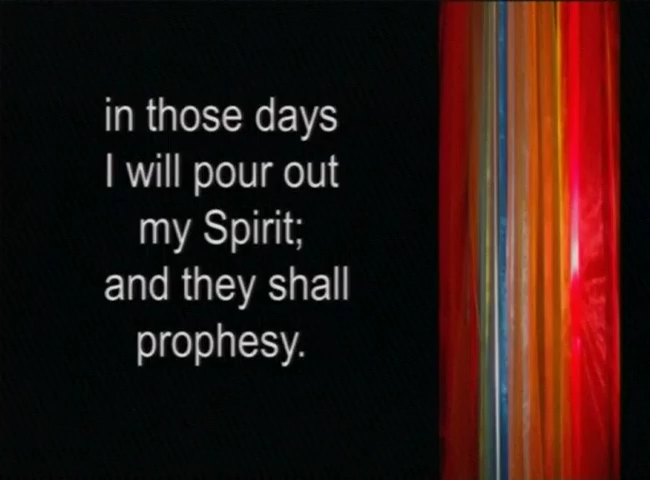 in those days
I will pour out
my Spirit;
and they shall
prophesy.